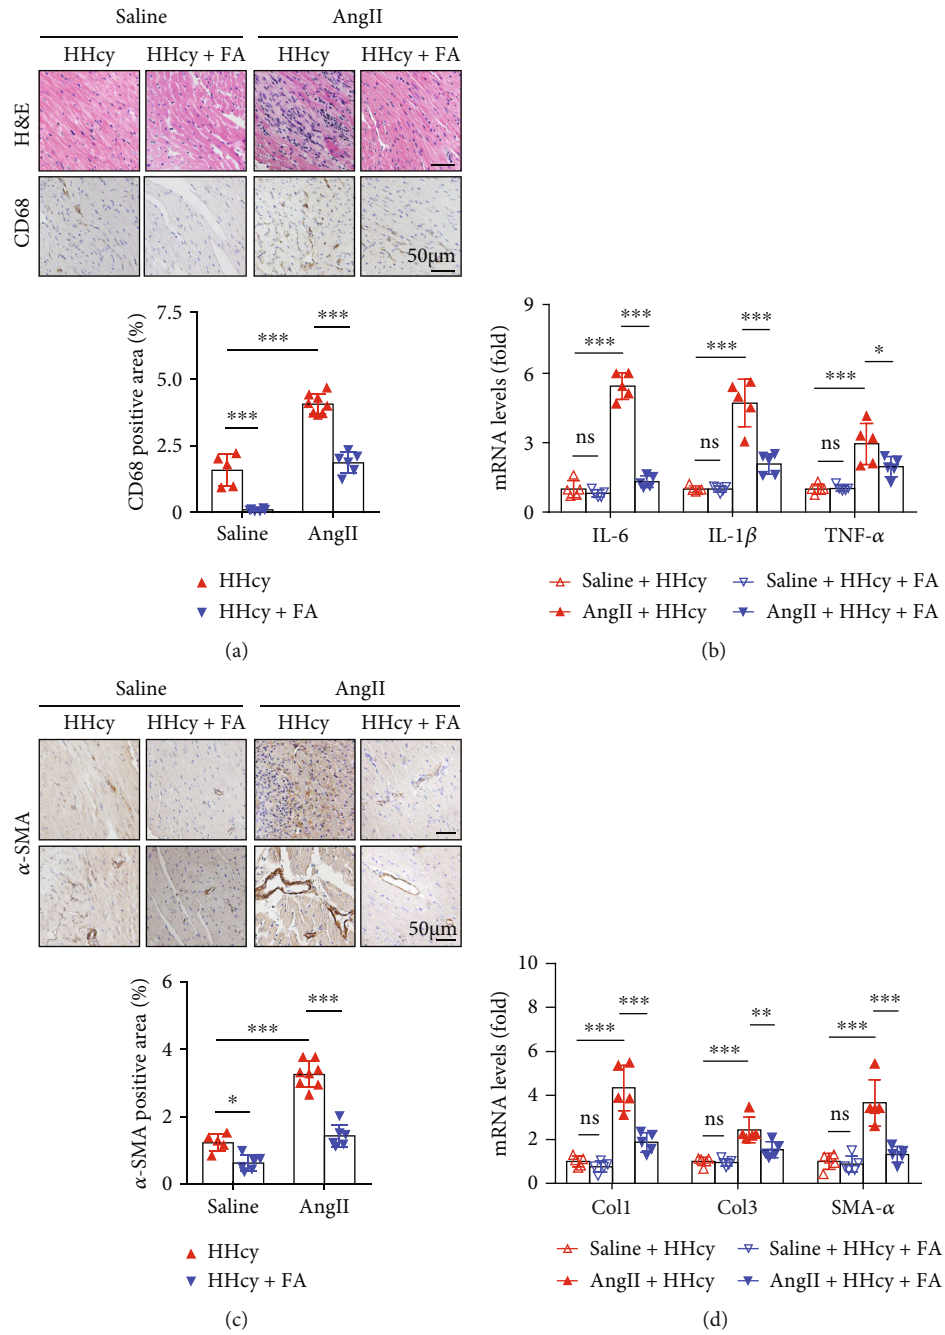 Saline AngII
HHcy HHcy + FA HHcy HHcy + FA
H&E
CD68
50μm
CD68 positive area (%)
7.5
5.0
2.5
0
***
***
***
Saline AngII
HHcy
HHcy + FA
(a)
mRNA levels (fold)
9
6
3
0
*** *** ns
*** *** ns
*** * ns
IL-6 IL-1β TNF-α
Saline + HHcy Saline + HHcy + FA
AngII + HHcy AngII + HHcy + FA
(b)
Saline AngII
HHcy HHcy + FA HHcy HHcy + FA
α-SMA
50μm
α-SMA positive area (%)
6
4
2
0
***
***
*
Saline AngII
HHcy
HHcy + FA
(c)
mRNA levels (fold)
10
8
6
4
2
0
*** *** ns
*** ** ns
*** *** ns
Col1 Col3 SMA-α
Saline + HHcy Saline + HHcy + FA
AngII + HHcy AngII + HHcy + FA
(d)